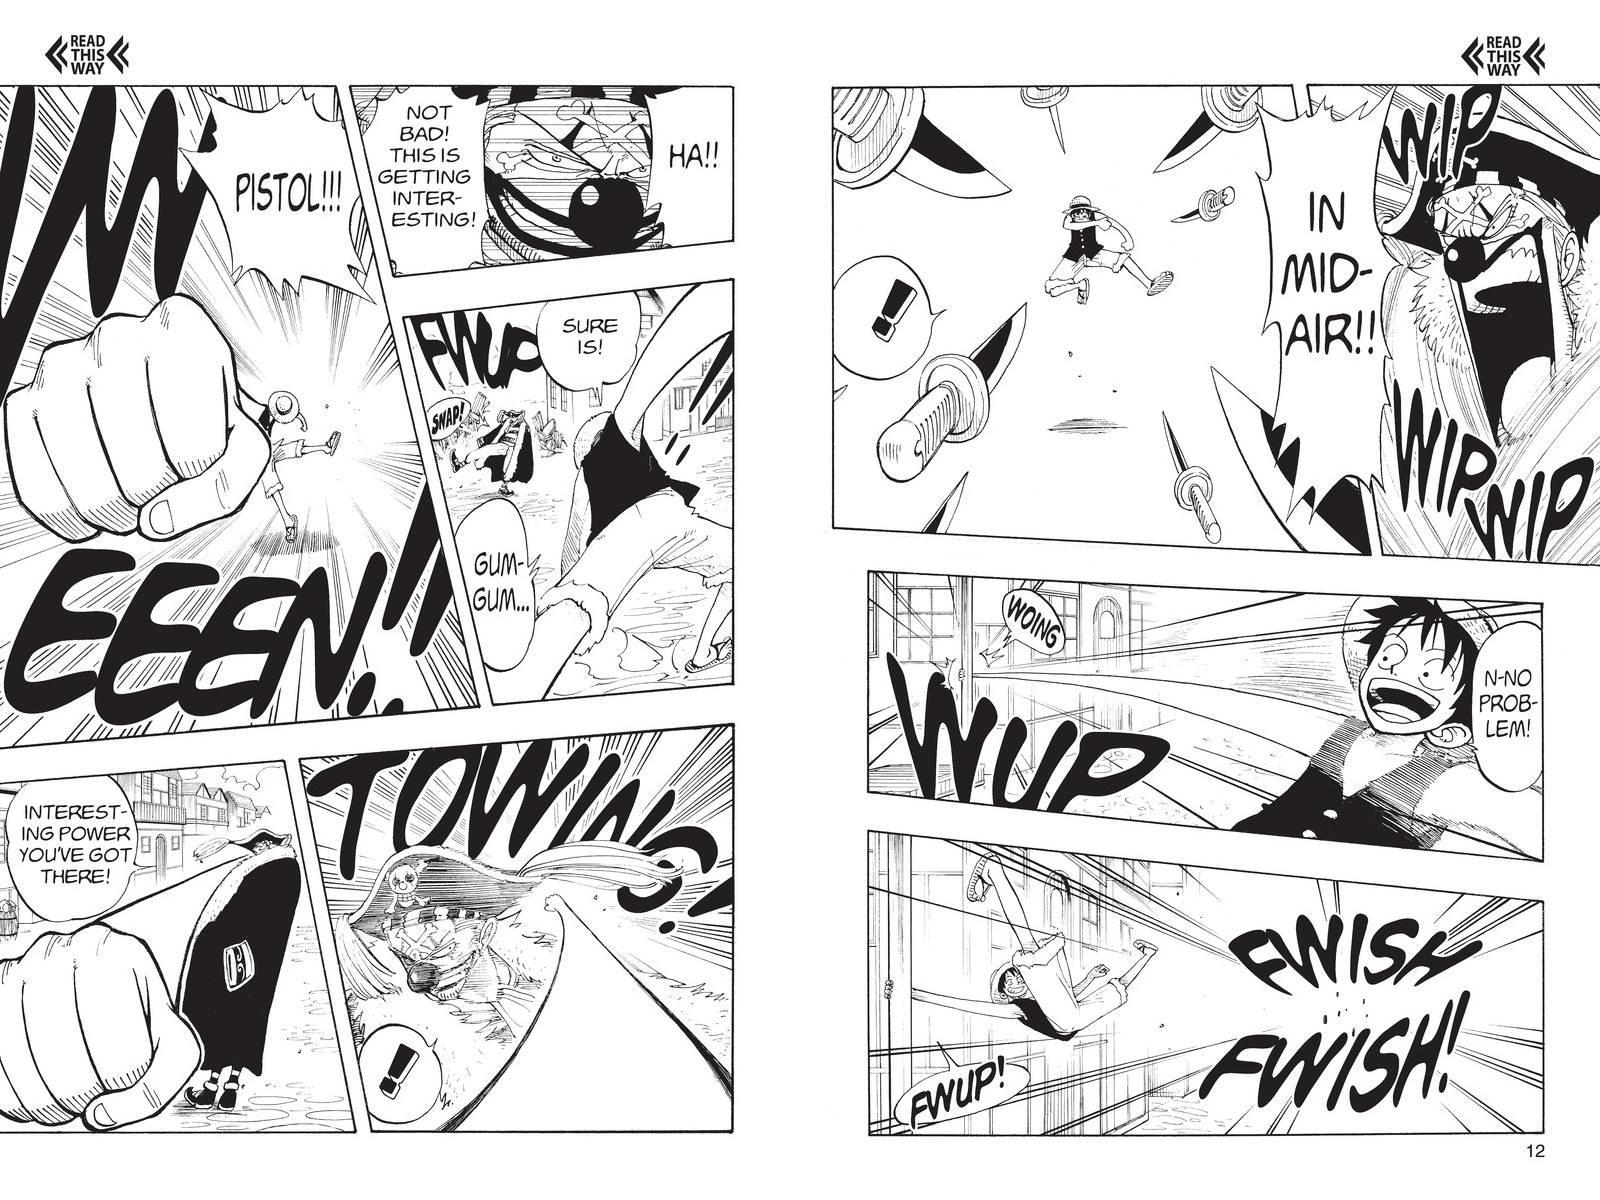 READ
THIS
WAY
READ
THIS
WAY
WIP
IN
MID-
AIR!!
WIP
WIP
!
WOING
N-NO
PROB-
LEM!
WUP
FWISH
FWISH!
FWUP!
12
HA!!
NOT
BAD!
THIS IS
GETTING
INTER-
ESTING!
FWUP
SURE
IS!
SNAP!
GUM-
GUM...
PISTOL!!!
EEEN!!
TOWING!
!
INTEREST-
ING POWER
YOU'VE GOT
THERE!